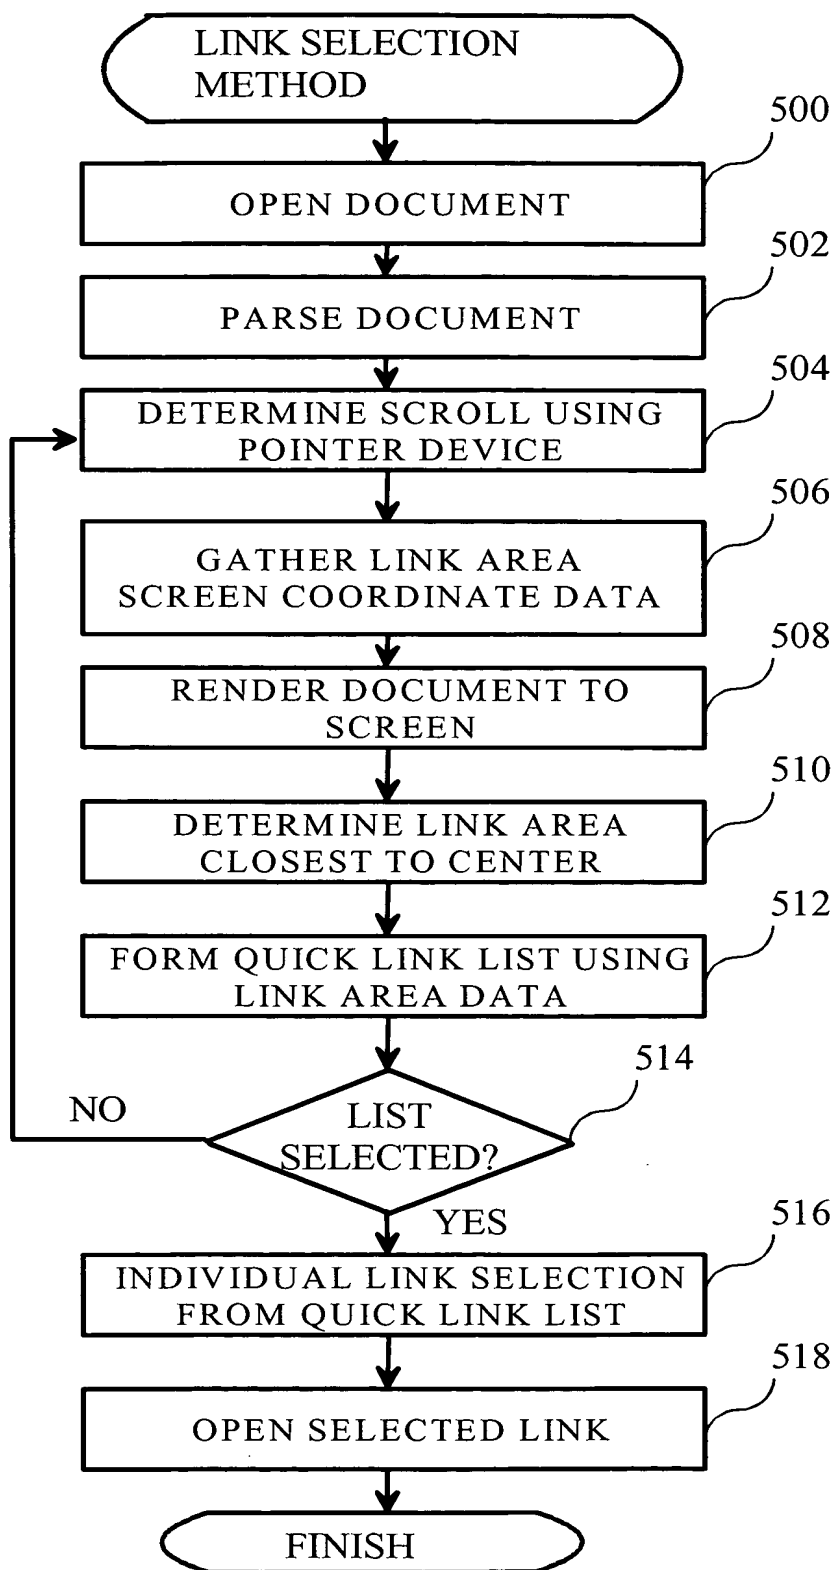 LINK SELECTION
METHOD
500
OPEN DOCUMENT
502
PARSE DOCUMENT
504
DETERMINE SCROLL USING
POINTER DEVICE
506
GATHER LINK AREA
SCREEN COORDINATE DATA
508
RENDER DOCUMENT TO
SCREEN
510
DETERMINE LINK AREA
CLOSEST TO CENTER
512
FORM QUICK LINK LIST USING
LINK AREA DATA
514
NO
LIST
SELECTED?
YES
516
INDIVIDUAL LINK SELECTION
FROM QUICK LINK LIST
518
OPEN SELECTED LINK
FINISH